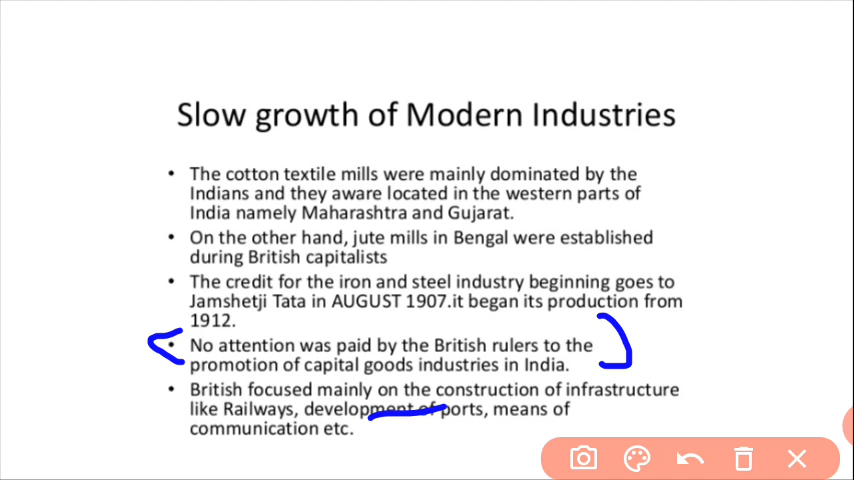 Slow growth of Modern Industries
• The cotton textile mills were mainly dominated by the
Indians and they aware located in the western parts of
India namely Maharashtra and Gujarat.
• On the other hand, jute mills in Bengal were established
during British capitalists
• The credit for the iron and steel industry beginning goes to
Jamshetji Tata in AUGUST 1907.it began its production from
1912.
• No attention was paid by the British rulers to the
promotion of capital goods industries in India.
• British focused mainly on the construction of infrastructure
like Railways, development of ports, means of
communication etc.